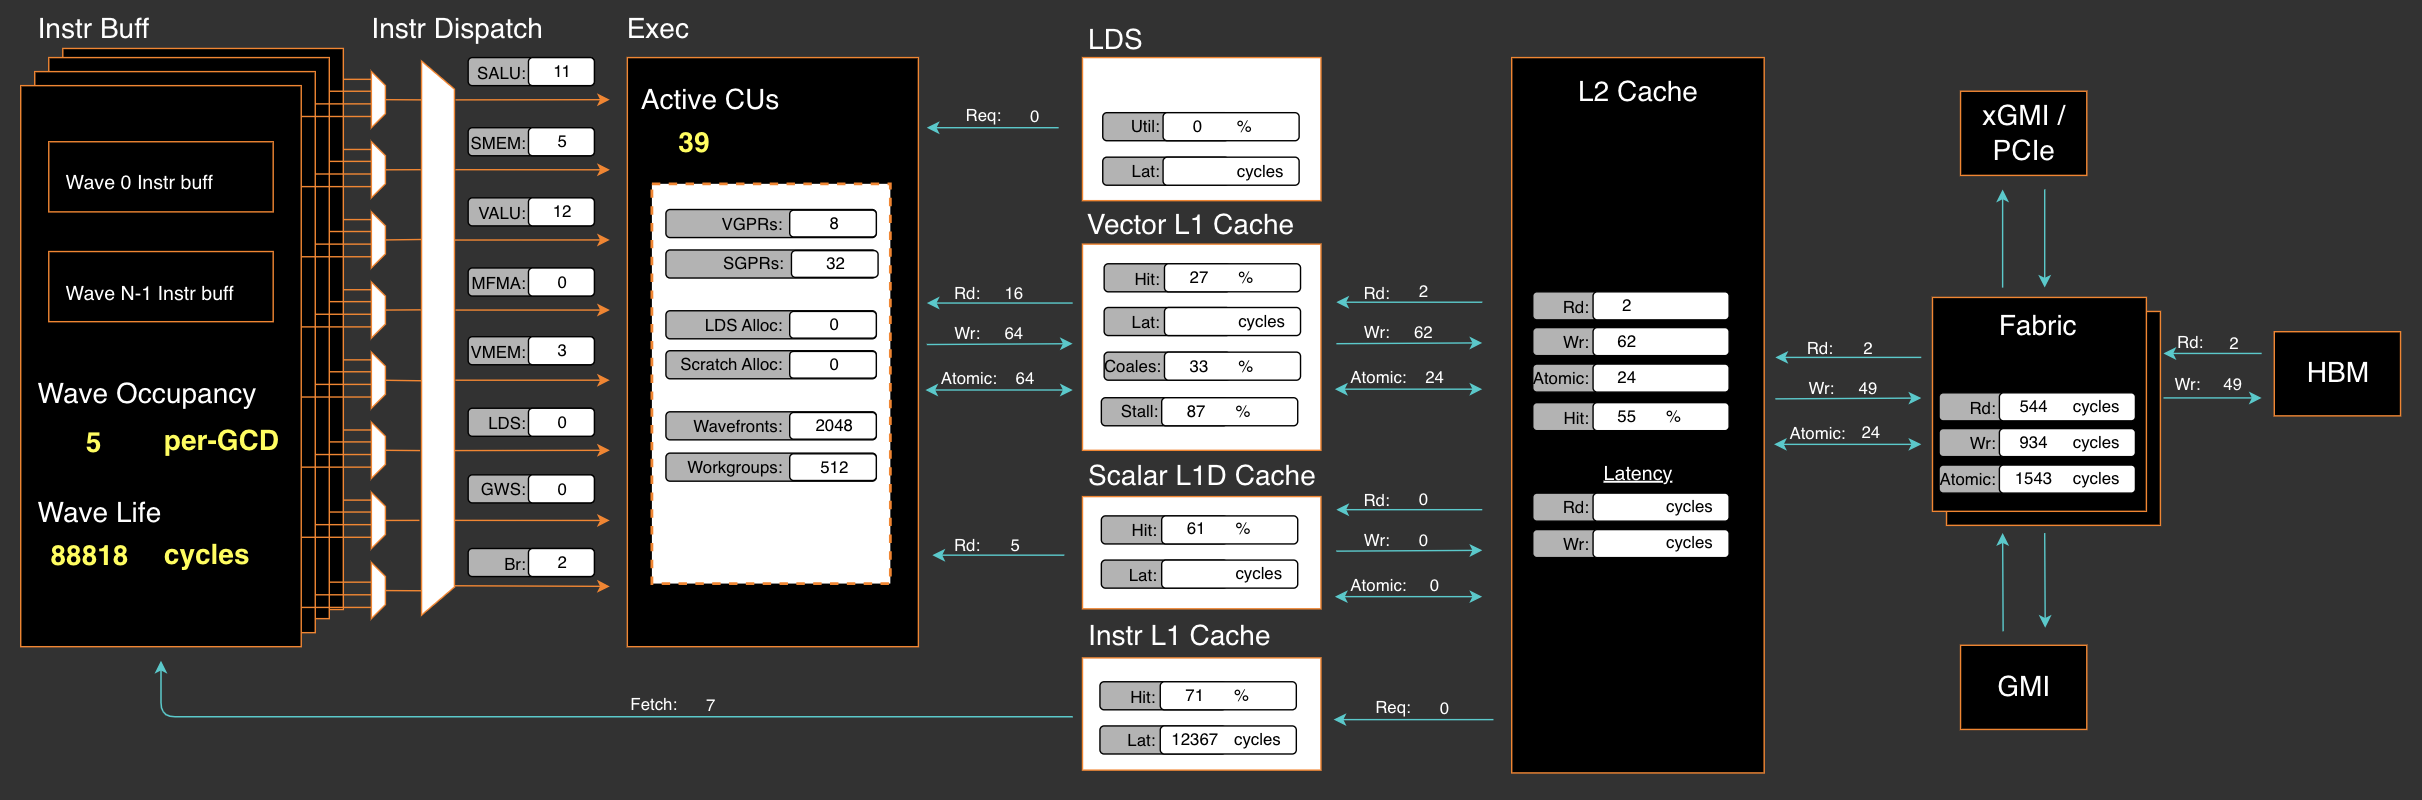 Instr Buff
Wave 0 Instr buff
Wave N-1 Instr buff
Wave Occupancy
5 per-GCD
Wave Life
88818 cycles
Instr Dispatch
SALU: 11
SMEM: 5
VALU: 12
MFMA: 0
VMEM: 3
LDS: 0
GWS: 0
Br: 2
Exec
Active CUs
39
VGPRs: 8
SGPRs: 32
LDS Alloc: 0
Scratch Alloc: 0
Wavefronts: 2048
Workgroups: 512
Req: 0
Rd: 16
Wr: 64
Atomic: 64
Rd: 5
Fetch: 7
LDS
Util: 0 %
Lat: cycles
Vector L1 Cache
Hit: 27 %
Lat: cycles
Coales: 33 %
Stall: 87 %
Scalar L1D Cache
Hit: 61 %
Lat: cycles
Instr L1 Cache
Hit: 71 %
Lat: 12367 cycles
Rd: 2
Wr: 62
Atomic: 24
Rd: 0
Wr: 0
Atomic: 0
Req: 0
L2 Cache
Rd: 2
Wr: 62
Atomic: 24
Hit: 55 %
Latency
Rd: cycles
Wr: cycles
Rd: 2
Wr: 49
Atomic: 24
xGMI /
PCIe
Fabric
Rd: 544 cycles
Wr: 934 cycles
Atomic: 1543 cycles
GMI
Rd: 2
Wr: 49
HBM